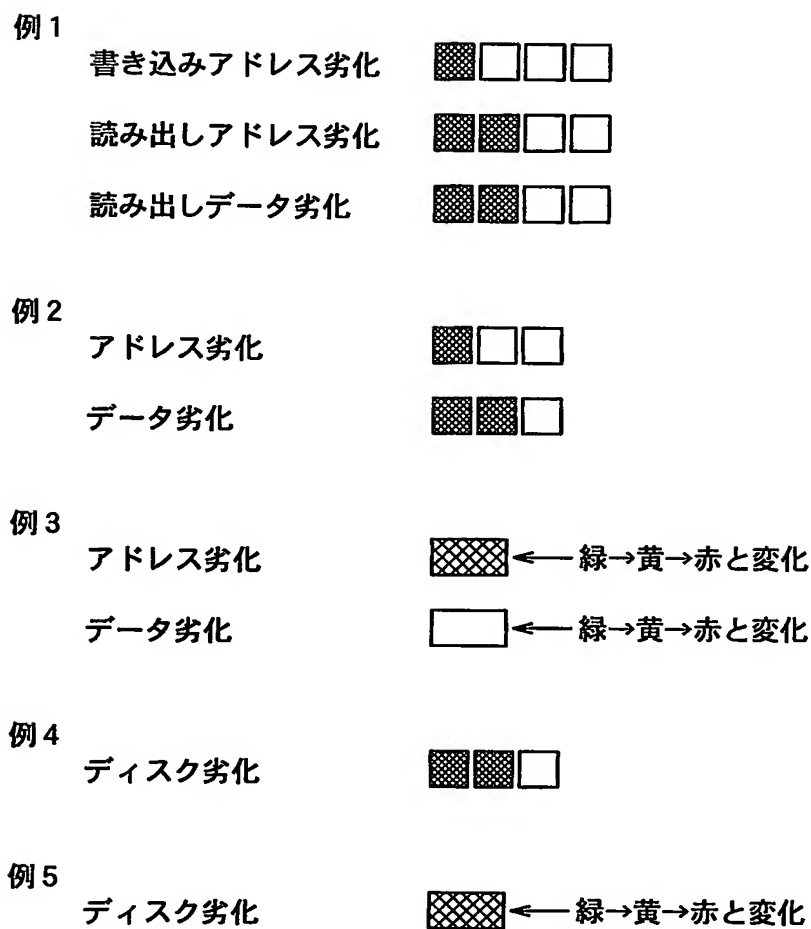 例1
書き込みアドレス劣化
読み出しアドレス劣化
読み出しデータ劣化
例2
アドレス劣化
データ劣化
例3
アドレス劣化 ←緑→黄→赤と変化
データ劣化 ←緑→黄→赤と変化
例4
ディスク劣化
例5
ディスク劣化 ←緑→黄→赤と変化